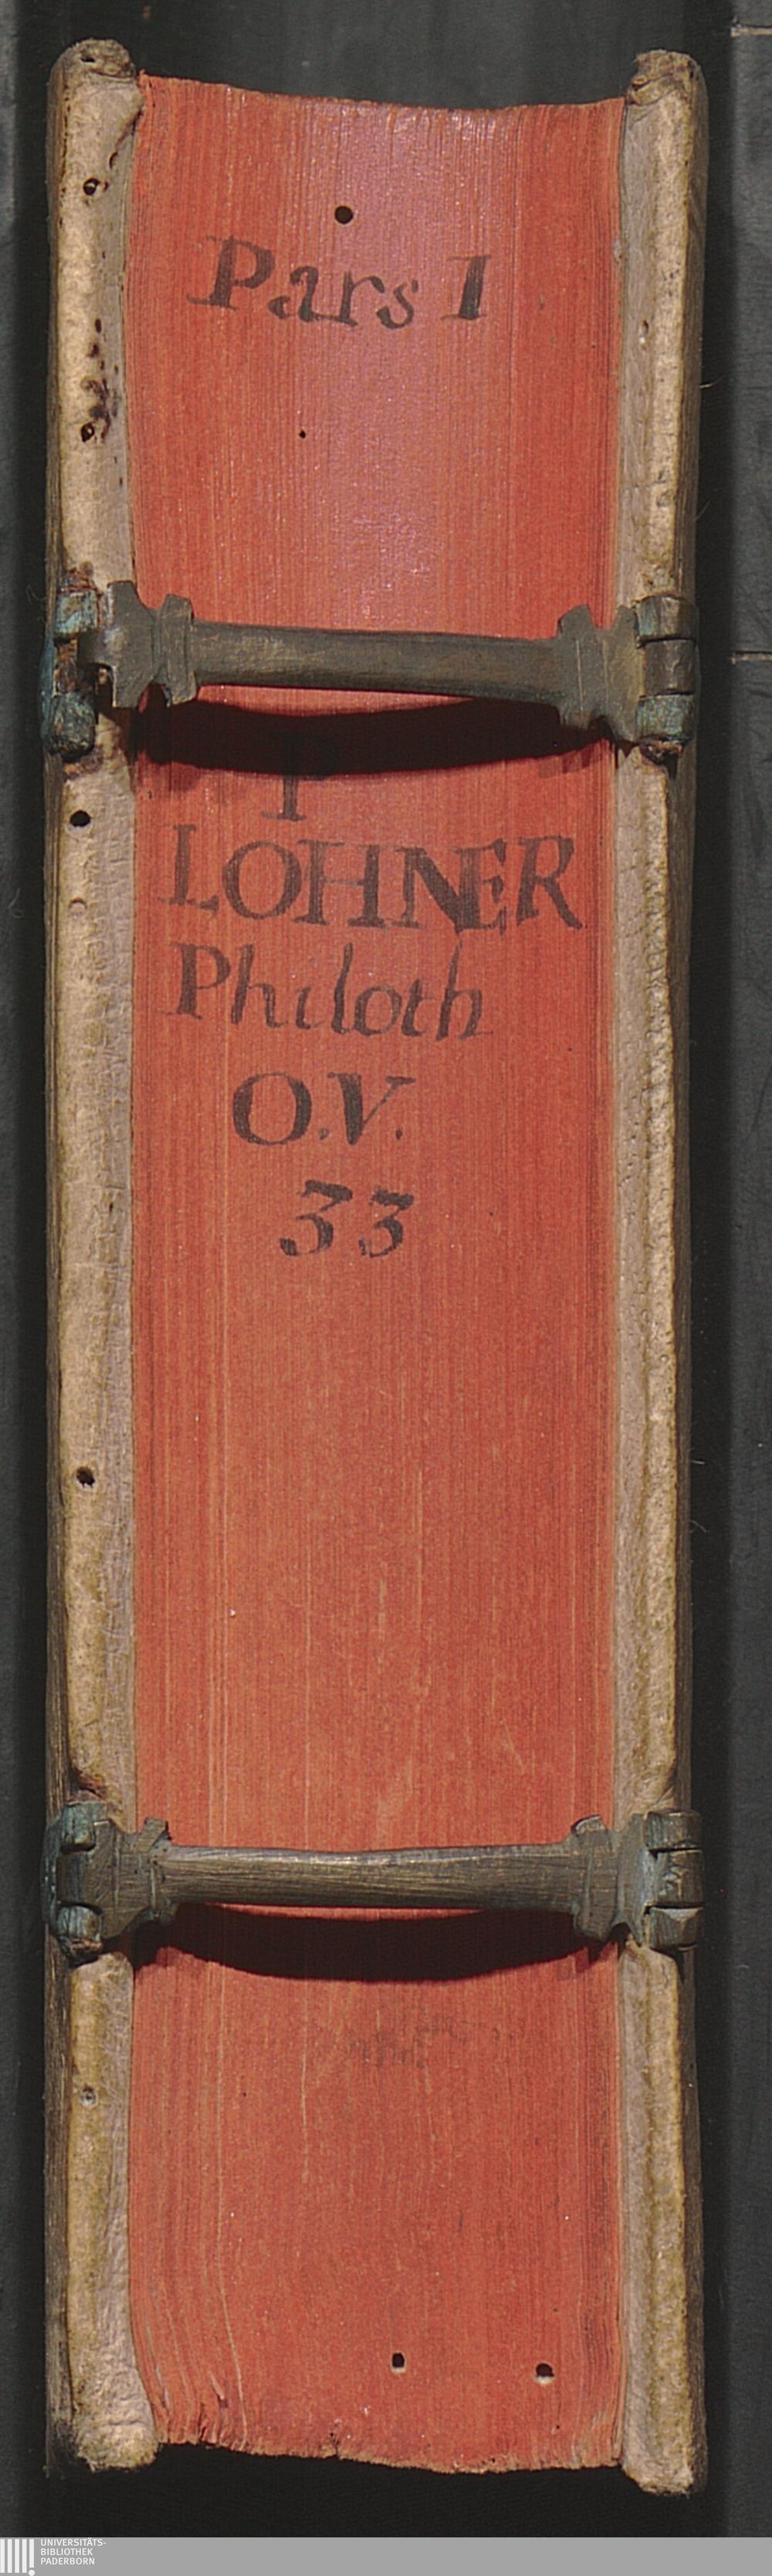 Pars I
P
LOHNER
Philoth
O.V.
33
UNIVERSITÄTS-
BIBLIOTHEK
PADERBORN